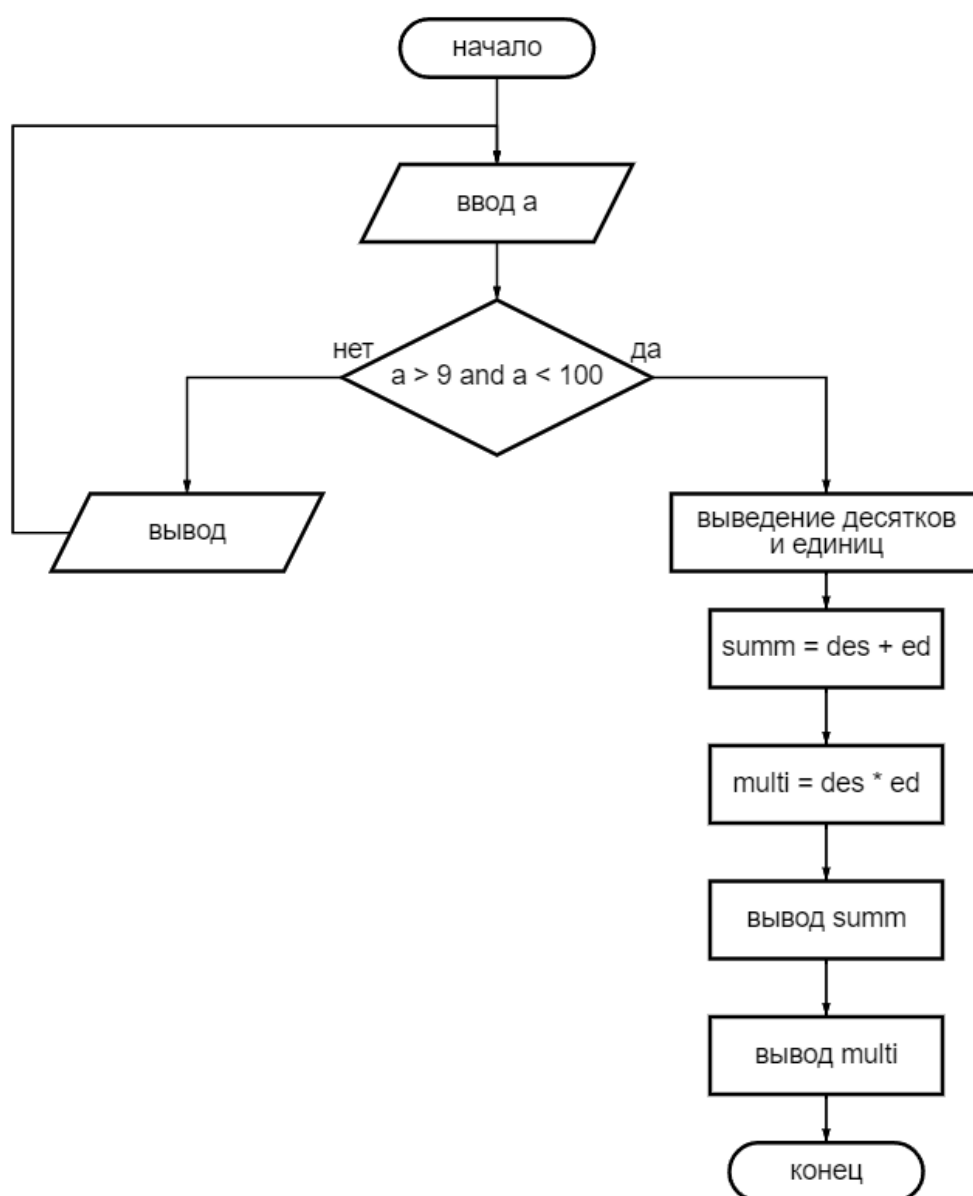 начало
ввод a
нет
да
a > 9 and a < 100
вывод
выведение десятков
и единиц
summ = des + ed
multi = des * ed
вывод summ
вывод multi
конец